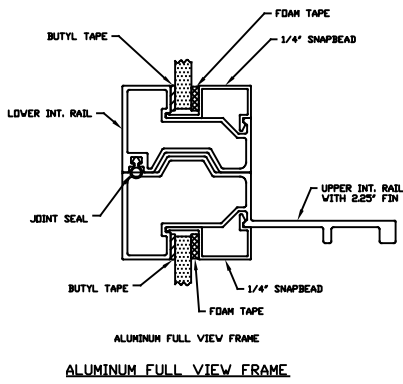 FOAM TAPE
BUTYL TAPE
1/4" SNAPBEAD
LOWER INT. RAIL
UPPER INT. RAIL
WITH 2.25" FIN
JOINT SEAL
BUTYL TAPE
1/4" SNAPBEAD
FOAM TAPE
ALUMINUM FULL VIEW FRAME
ALUMINUM FULL VIEW FRAME